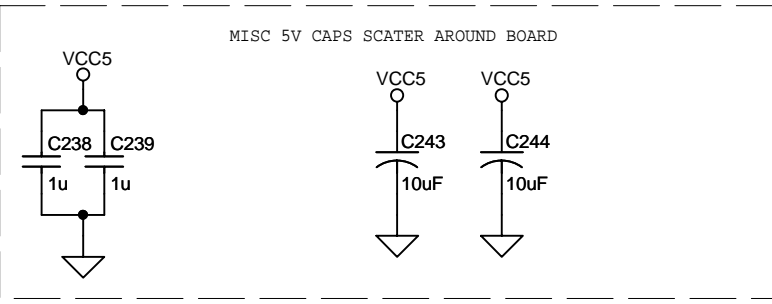 MISC 5V CAPS SCATER AROUND BOARD
VCC5
VCC5
VCC5
C238
C239
C243
C244
1u
1u
10uF
10uF